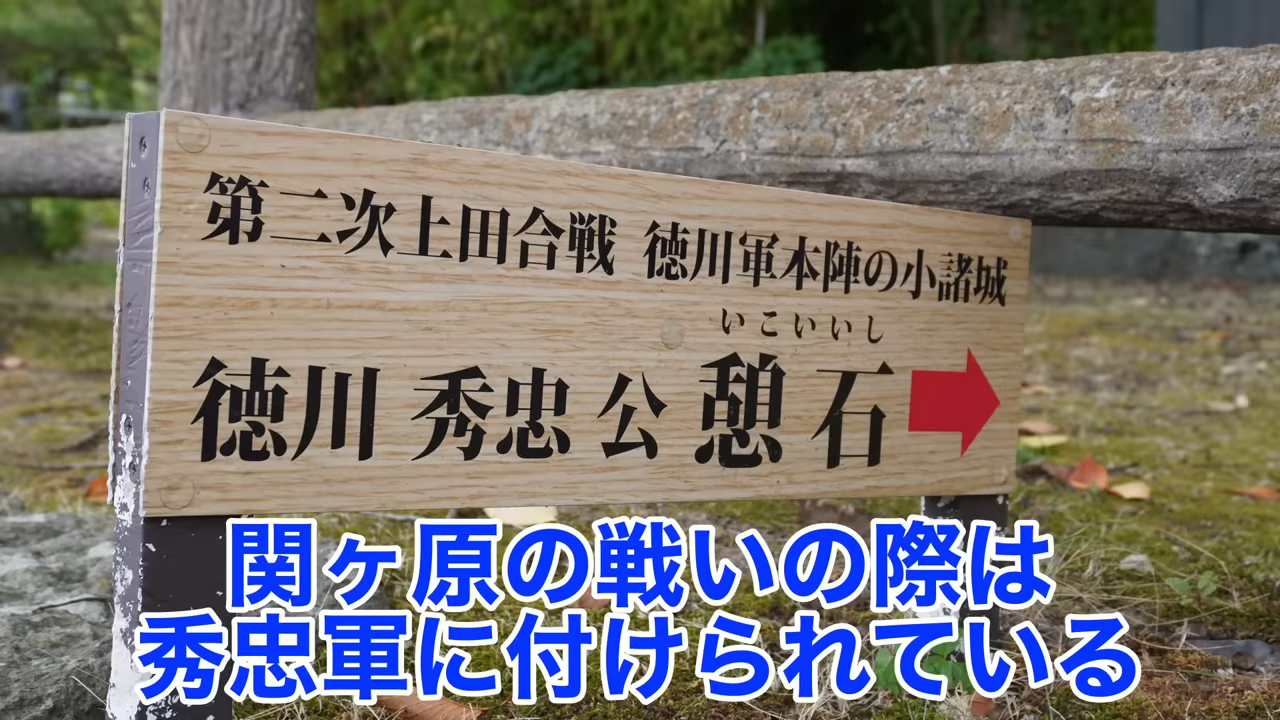 第二次上田合戦 徳川軍本陣の小諸城
いこいいし
徳川 秀忠 公 憩 石
関ヶ原の戦いの際は
秀忠軍に付けられている